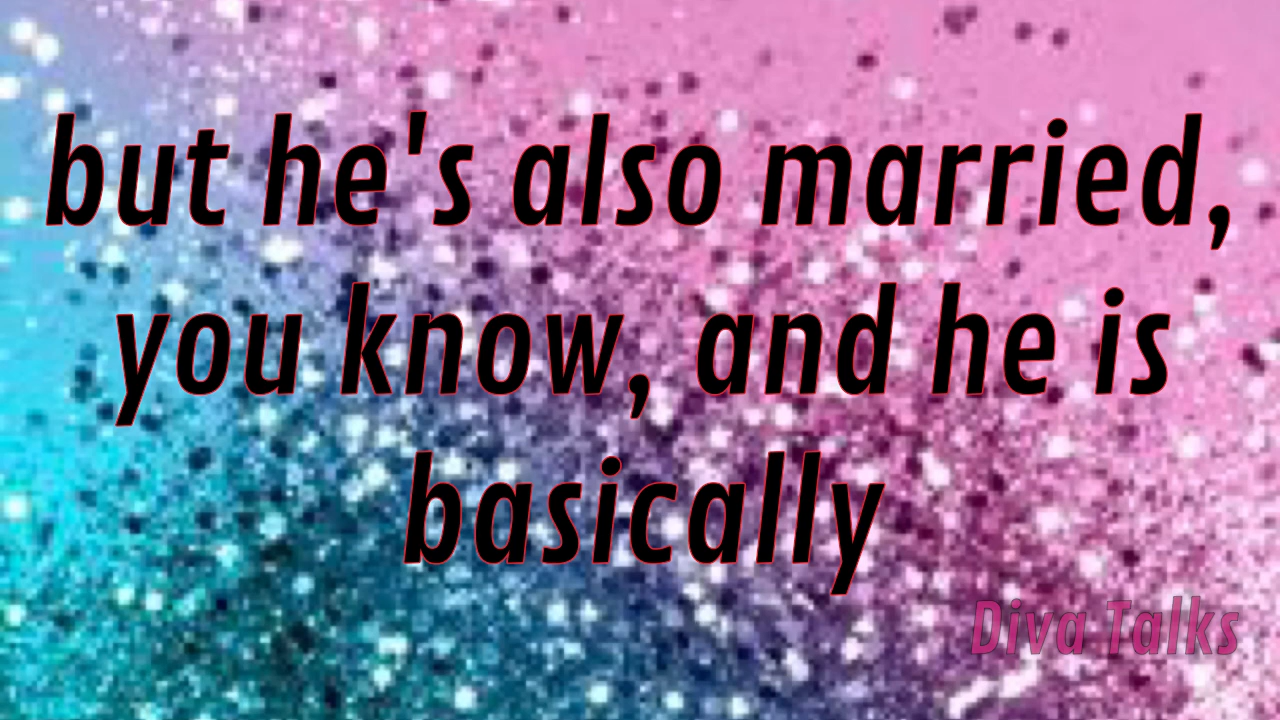 but he's also married,
you know, and he is
basically
Diva Talks